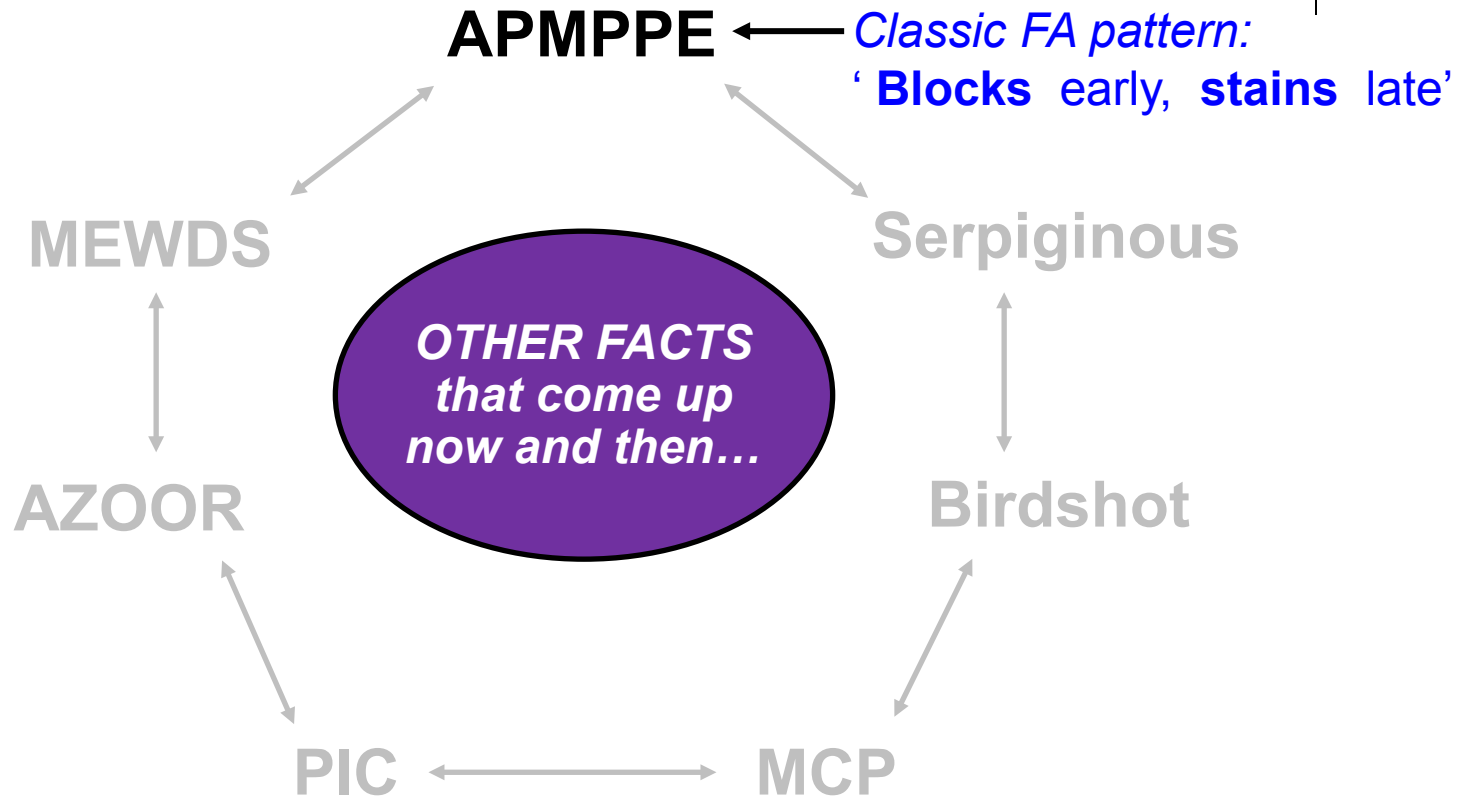 APMPPE
Classic FA pattern:
‘ Blocks early, stains late’
MEWDS
Serpiginous
OTHER FACTS
that come up
now and then…
AZOOR
Birdshot
PIC
MCP